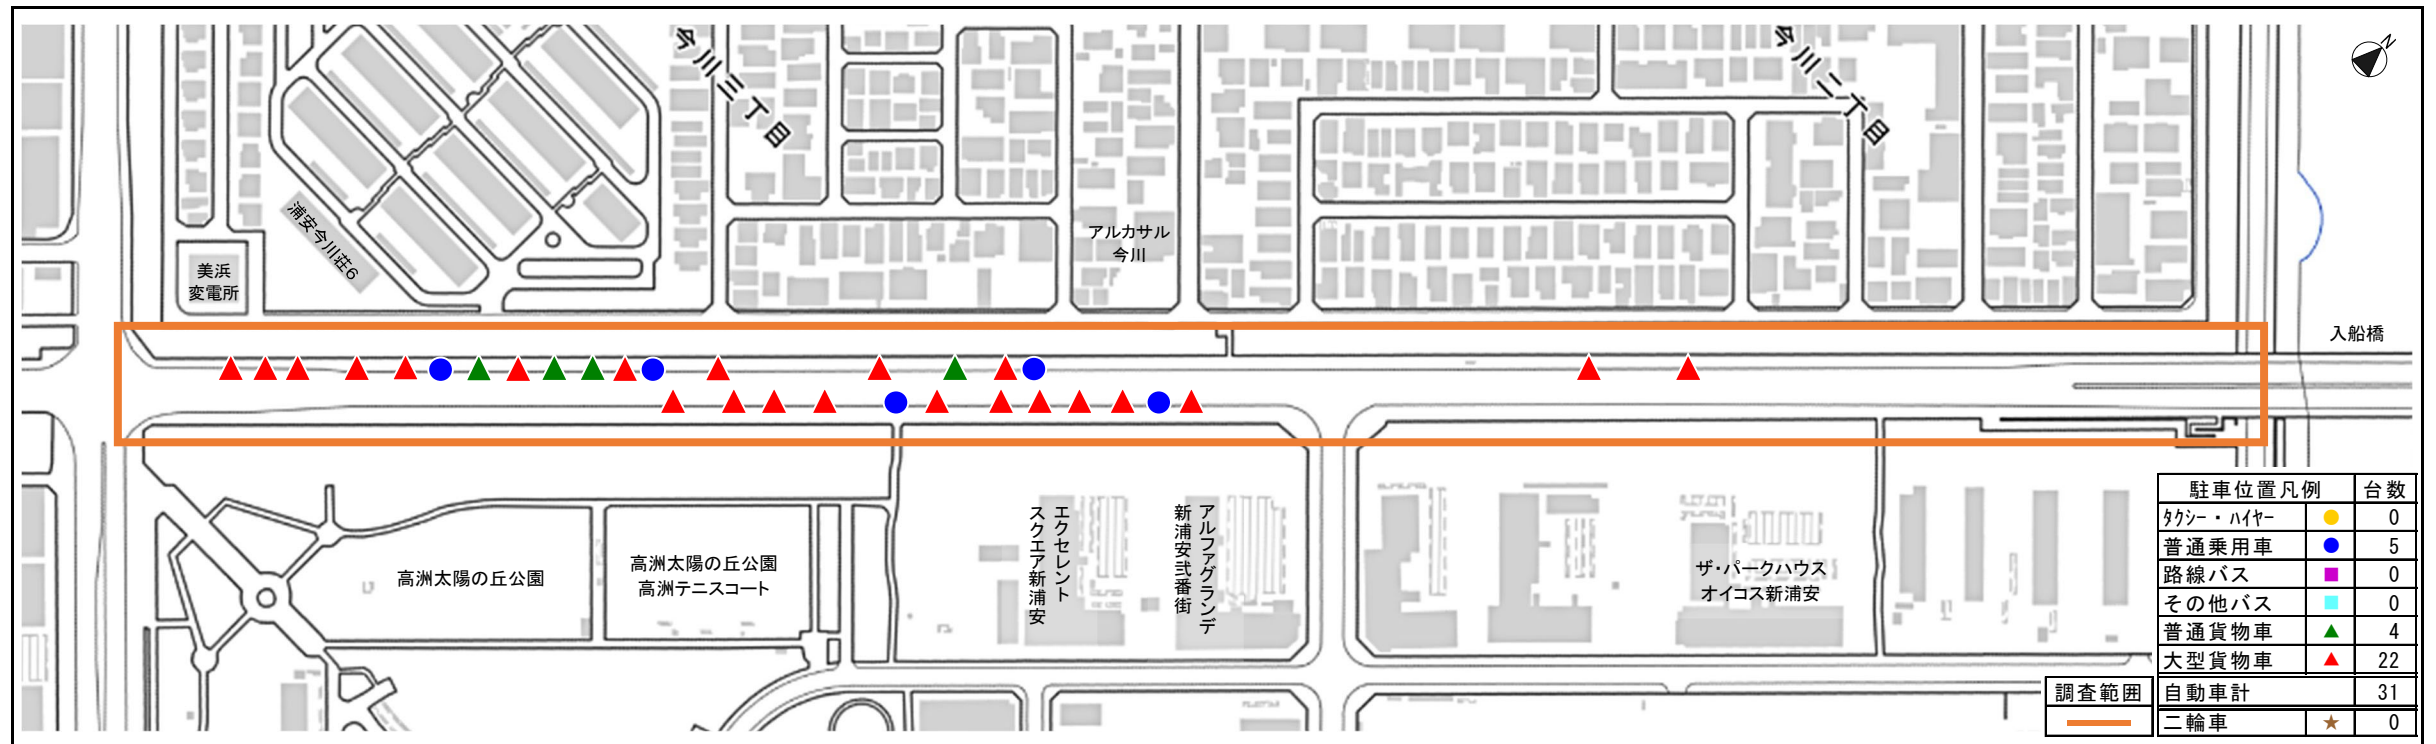 N
今川三丁目
今川二丁目
浦安今川荘6
美浜
変電所
アルカサル
今川
入船橋
高洲太陽の丘公園
高洲太陽の丘公園
高洲テニスコート
エクセレント
スクエア新浦安
アルファグランデ
新浦安弐番街
ザ・パークハウス
オイコス新浦安
駐車位置凡例 台数
タクシー・ハイヤー 0
普通乗用車 5
路線バス 0
その他バス 0
普通貨物車 4
大型貨物車 22
自動車計 31
二輪車 0
調査範囲